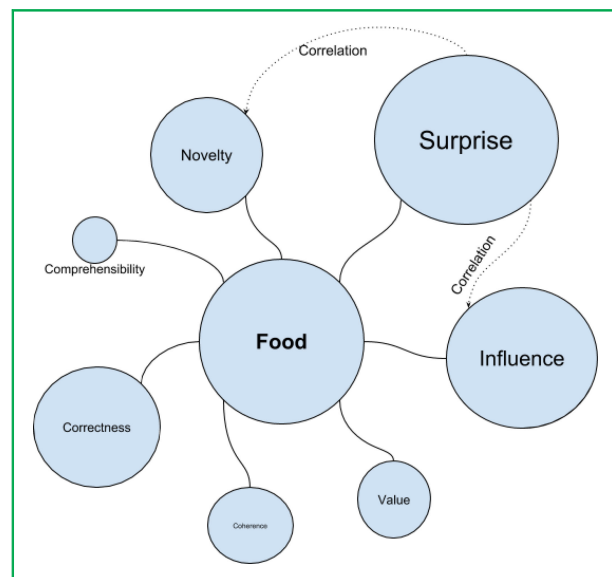 Correlation
Surprise
Novelty
Correlation
Comprehensibility
Food
Influence
Correctness
Value
Coherence